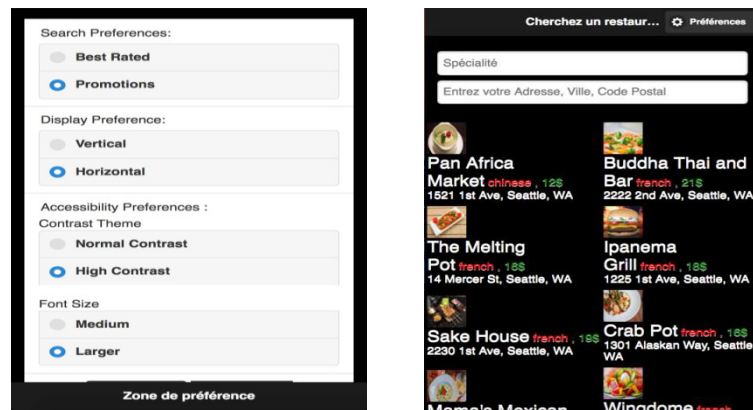 Search Preferences:
Best Rated
Promotions
Display Preference:
Vertical
Horizontal
Accessibility Preferences :
Contrast Theme
Normal Contrast
High Contrast
Font Size
Medium
Larger
Zone de préférence
Cherchez un restaur... Préférences
Spécialité
Entrez votre Adresse, Ville, Code Postal
Pan Africa
Market chinese , 12$
1521 1st Ave, Seattle, WA
Buddha Thai and
Bar french , 21$
2222 2nd Ave, Seattle, WA
The Melting
Pot french , 16$
14 Mercer St, Seattle, WA
Ipanema
Grill french , 18$
1225 1st Ave, Seattle, WA
Sake House french , 19$
2230 1st Ave, Seattle, WA
Crab Pot french , 16$
1301 Alaskan Way, Seattle
WA
Mama's Mexican
Wingdome french